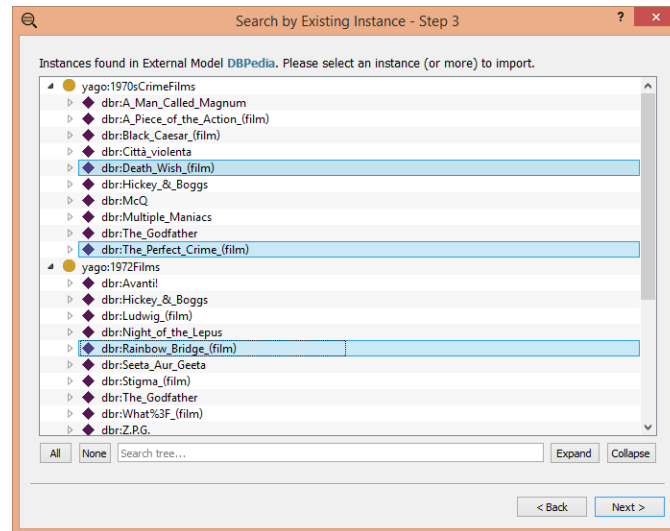 Search by Existing Instance - Step 3
?
Instances found in External Model DBPedia. Please select an instance (or more) to import.
yago:1970sCrimeFilms
dbr:A_Man_Called_Magnum
dbr:A_Piece_of_the_Action_(film)
dbr:Black_Caesar_(film)
dbr:Città_violenta
dbr:Death_Wish_(film)
dbr:Hickey_&_Boggs
dbr:McQ
dbr:Multiple_Maniacs
dbr:The_Godfather
dbr:The_Perfect_Crime_(film)
yago:1972Films
dbr:Avanti!
dbr:Hickey_&_Boggs
dbr:Ludwig_(film)
dbr:Night_of_the_Lepus
dbr:Rainbow_Bridge_(film)
dbr:Seeta_Aur_Geeta
dbr:Stigma_(film)
dbr:The_Godfather
dbr:What%3F_(film)
dbr:Z.P.G.
All None Search tree... Expand Collapse
< Back Next >